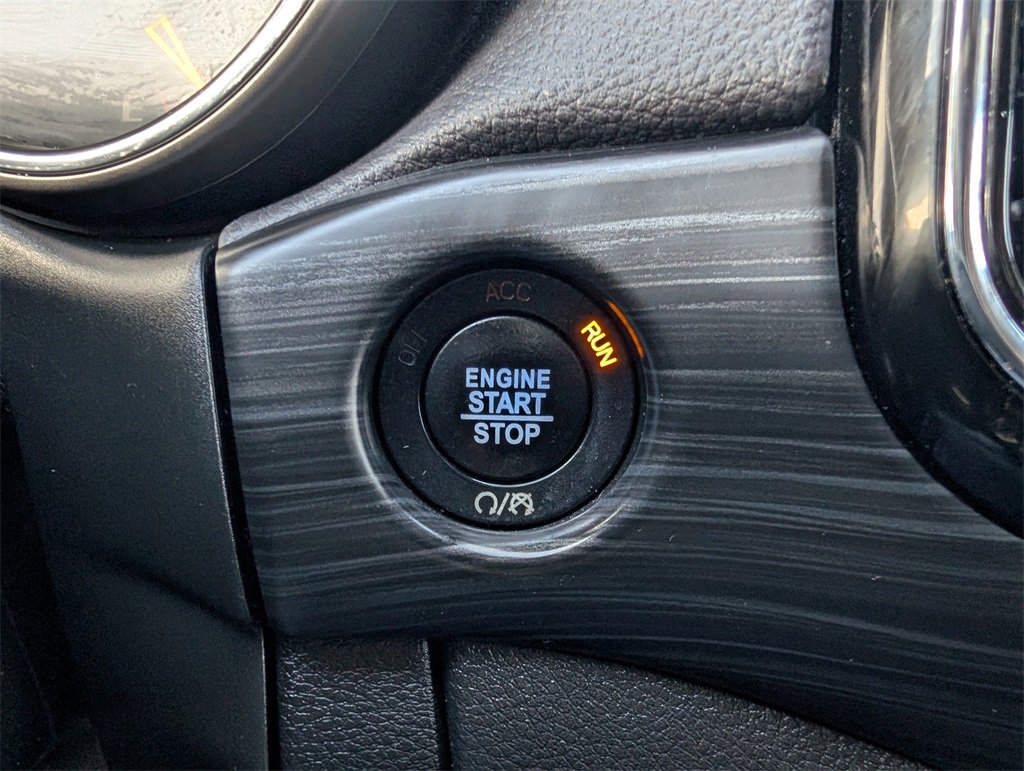 E
ACC
OFF
RUN
ENGINE
START
STOP